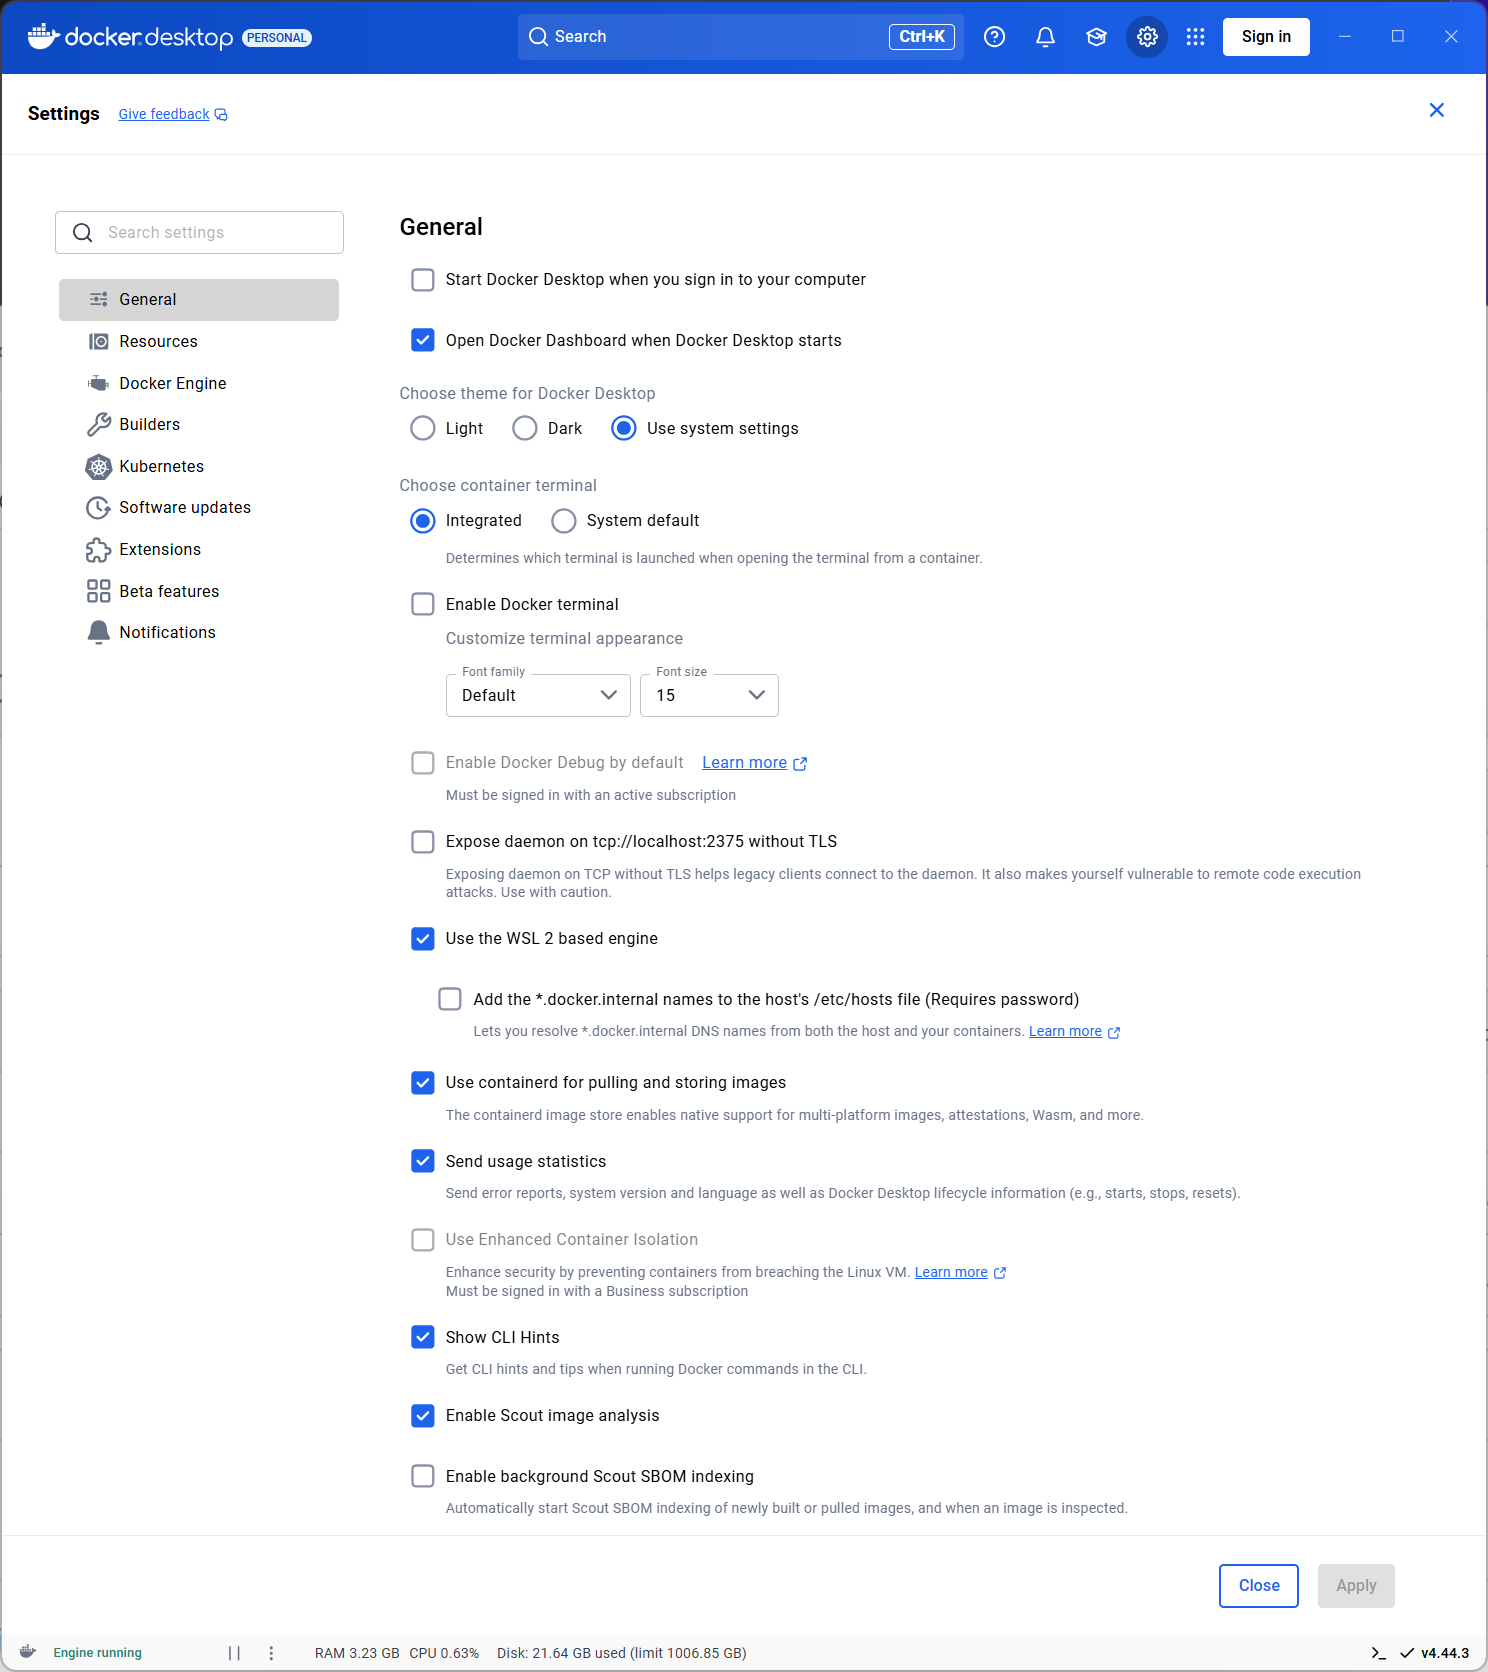 docker.desktop PERSONAL
Search
Ctrl+K
Sign in
Settings
Give feedback
Search settings
General
Resources
Docker Engine
Builders
Kubernetes
Software updates
Extensions
Beta features
Notifications
General
Start Docker Desktop when you sign in to your computer
Open Docker Dashboard when Docker Desktop starts
Choose theme for Docker Desktop
Light Dark Use system settings
Choose container terminal
Integrated System default
Determines which terminal is launched when opening the terminal from a container.
Enable Docker terminal
Customize terminal appearance
Font family Font size
Default 15
Enable Docker Debug by default Learn more
Must be signed in with an active subscription
Expose daemon on tcp://localhost:2375 without TLS
Exposing daemon on TCP without TLS helps legacy clients connect to the daemon. It also makes yourself vulnerable to remote code execution
attacks. Use with caution.
Use the WSL 2 based engine
Add the *.docker.internal names to the host's /etc/hosts file (Requires password)
Lets you resolve *.docker.internal DNS names from both the host and your containers. Learn more
Use containerd for pulling and storing images
The containerd image store enables native support for multi-platform images, attestations, Wasm, and more.
Send usage statistics
Send error reports, system version and language as well as Docker Desktop lifecycle information (e.g., starts, stops, resets).
Use Enhanced Container Isolation
Enhance security by preventing containers from breaching the Linux VM. Learn more
Must be signed in with a Business subscription
Show CLI Hints
Get CLI hints and tips when running Docker commands in the CLI.
Enable Scout image analysis
Enable background Scout SBOM indexing
Automatically start Scout SBOM indexing of newly built or pulled images, and when an image is inspected.
Close Apply
Engine running RAM 3.23 GB CPU 0.63% Disk: 21.64 GB used (limit 1006.85 GB) v4.44.3